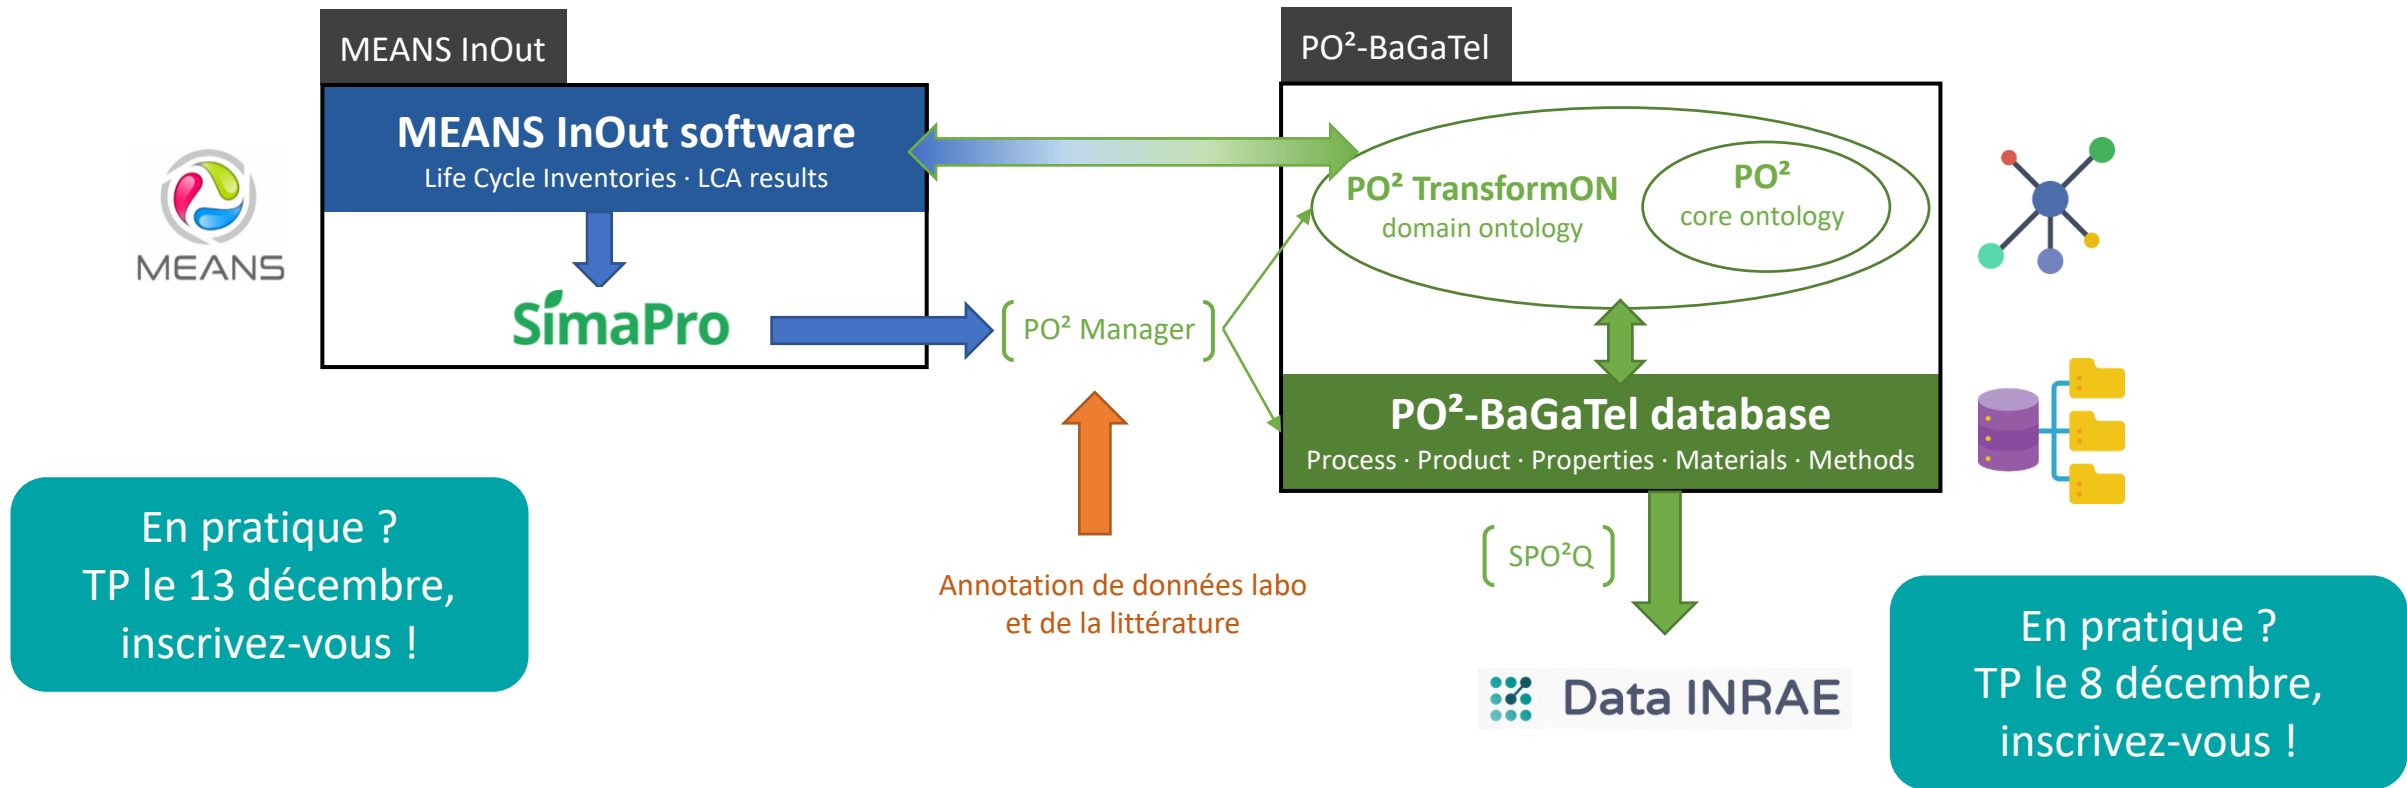 MEANS InOut
MEANS InOut software
Life Cycle Inventories · LCA results
MEANS
SimaPro
PO² Manager
Annotation de données labo
et de la littérature
En pratique ?
TP le 13 décembre,
inscrivez-vous !
PO²-BaGaTel
PO² TransformON
domain ontology
PO²
core ontology
PO²-BaGaTel database
Process · Product · Properties · Materials · Methods
SPO²Q
Data INRAE
En pratique ?
TP le 8 décembre,
inscrivez-vous !